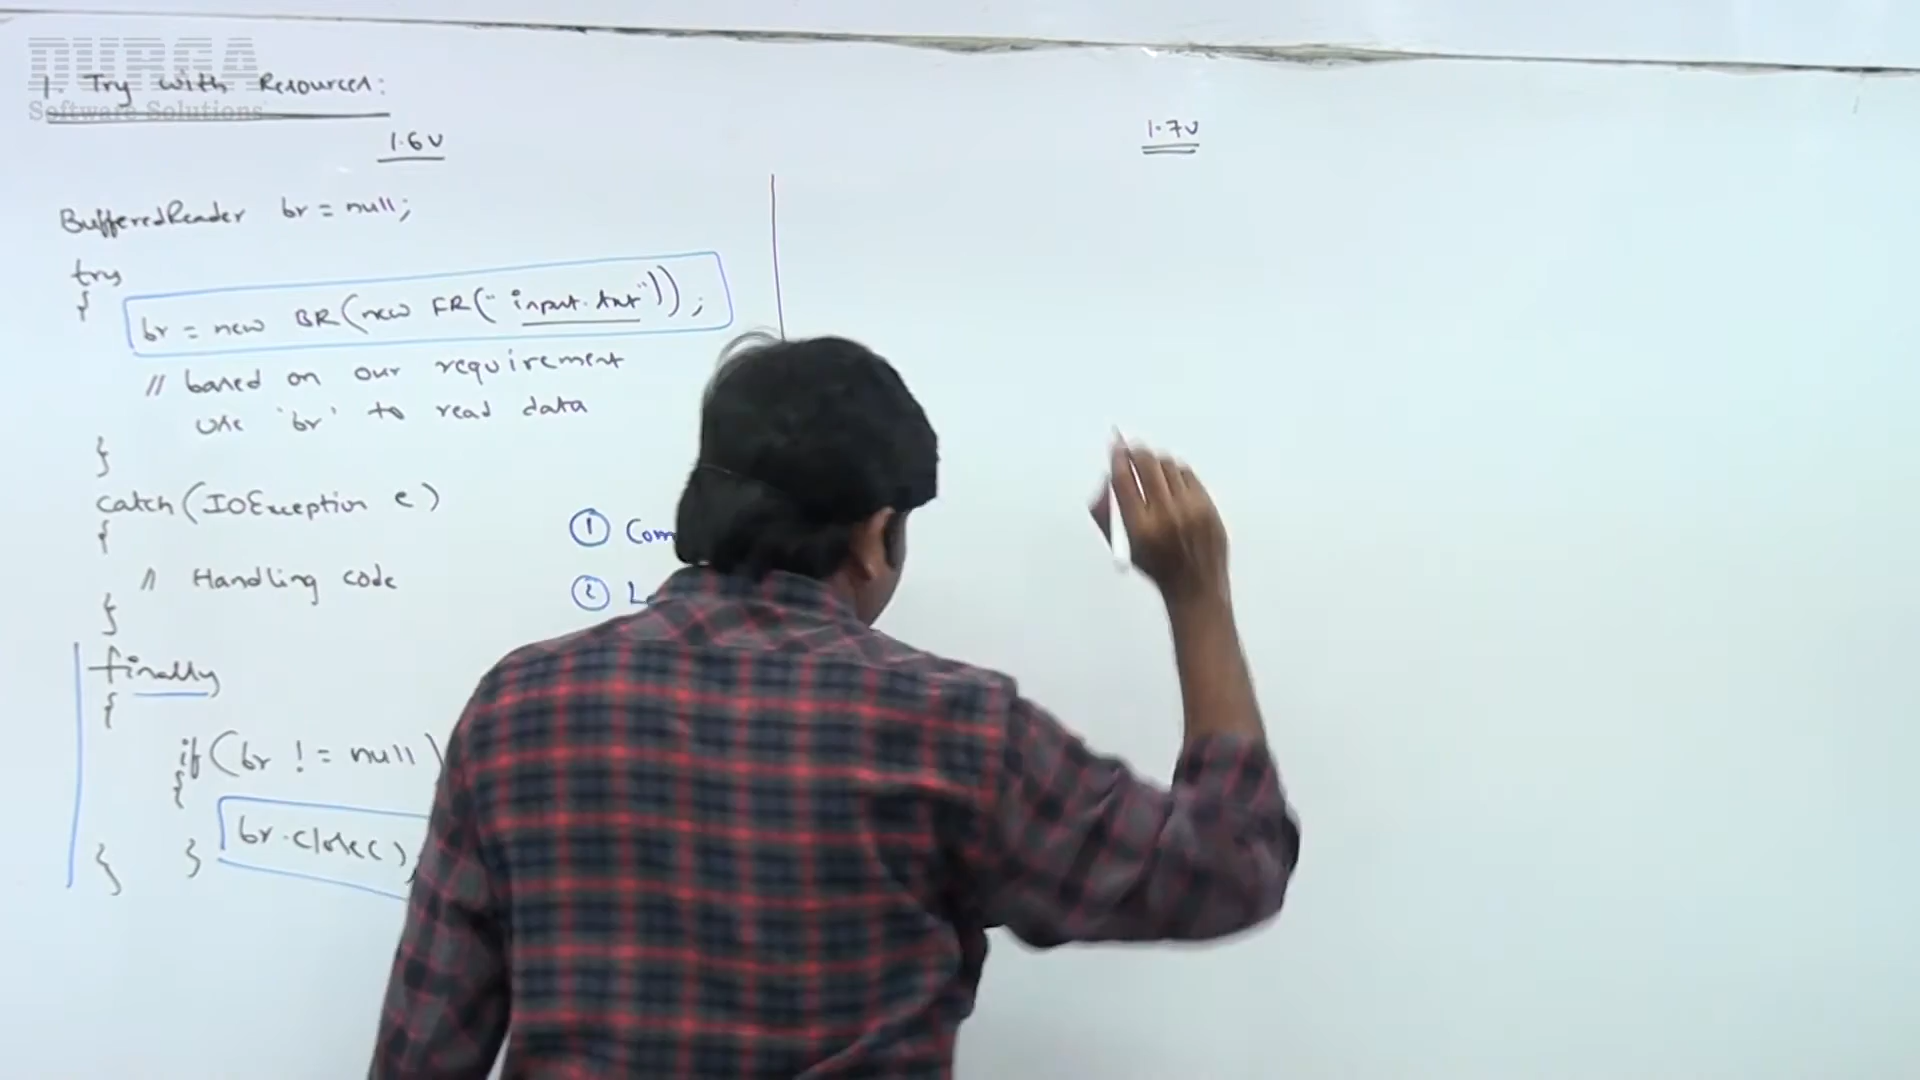 DURGA
Software Solutions
1. Try with Resources:
1.6v
BufferedReader br = null;
try
{
br = new BR(new FR("input.txt"));
// based on our requirement
use 'br' to read data
}
catch(IOException e)
{
// Handling code
}
finally
{
if(br != null)
{
br.close();
}
}
① Com
②
1.7v